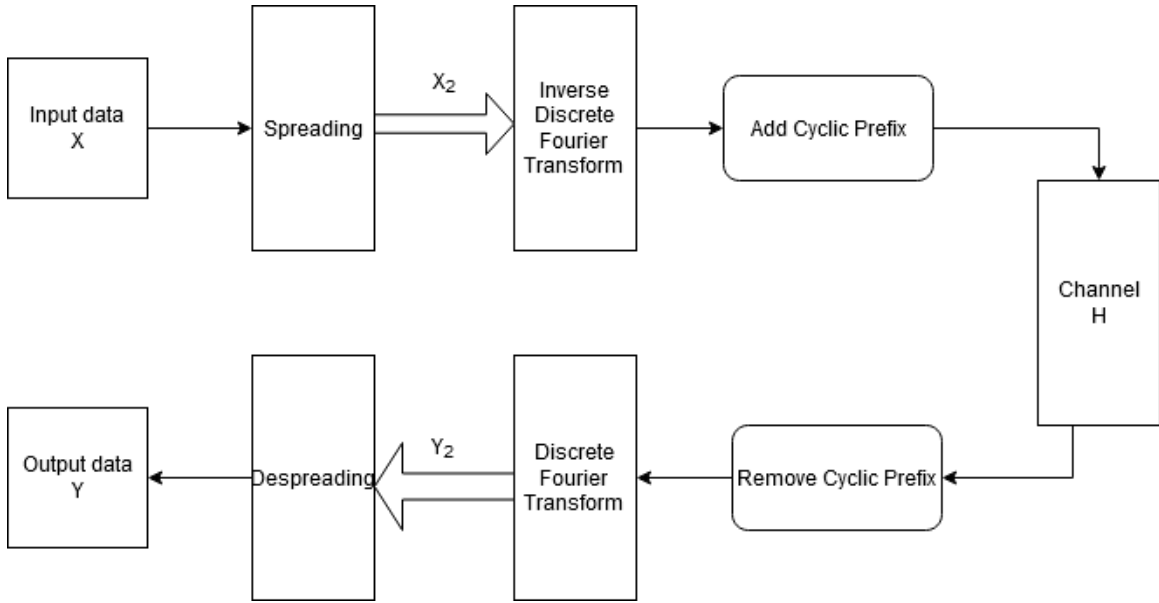 Input data
X
Spreading
X₂
Inverse
Discrete
Fourier
Transform
Add Cyclic Prefix
Channel
H
Remove Cyclic Prefix
Discrete
Fourier
Transform
Y₂
Despreading
Output data
Y